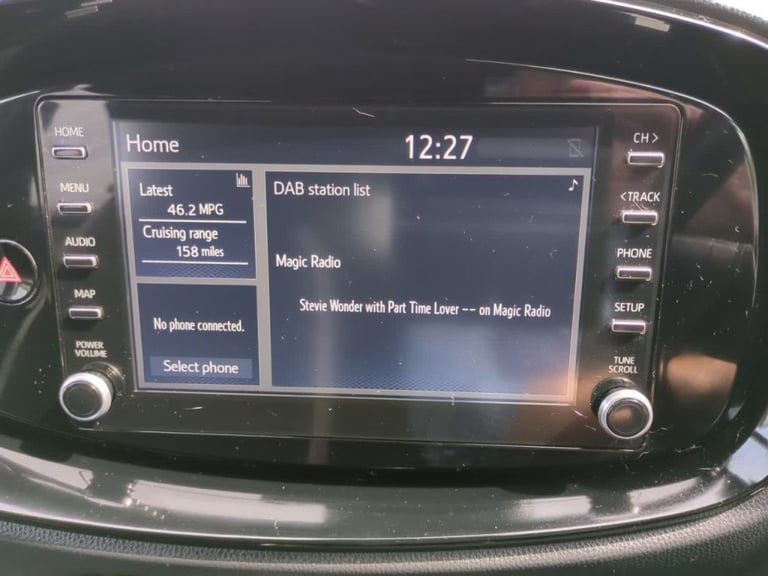 HOME
MENU
AUDIO
MAP
POWER
VOLUME
Home
12:27
Latest
46.2 MPG
Cruising range
158 miles
No phone connected.
Select phone
DAB station list
Magic Radio
Stevie Wonder with Part Time Lover -- on Magic Radio
CH >
< TRACK
PHONE
SETUP
TUNE
SCROLL